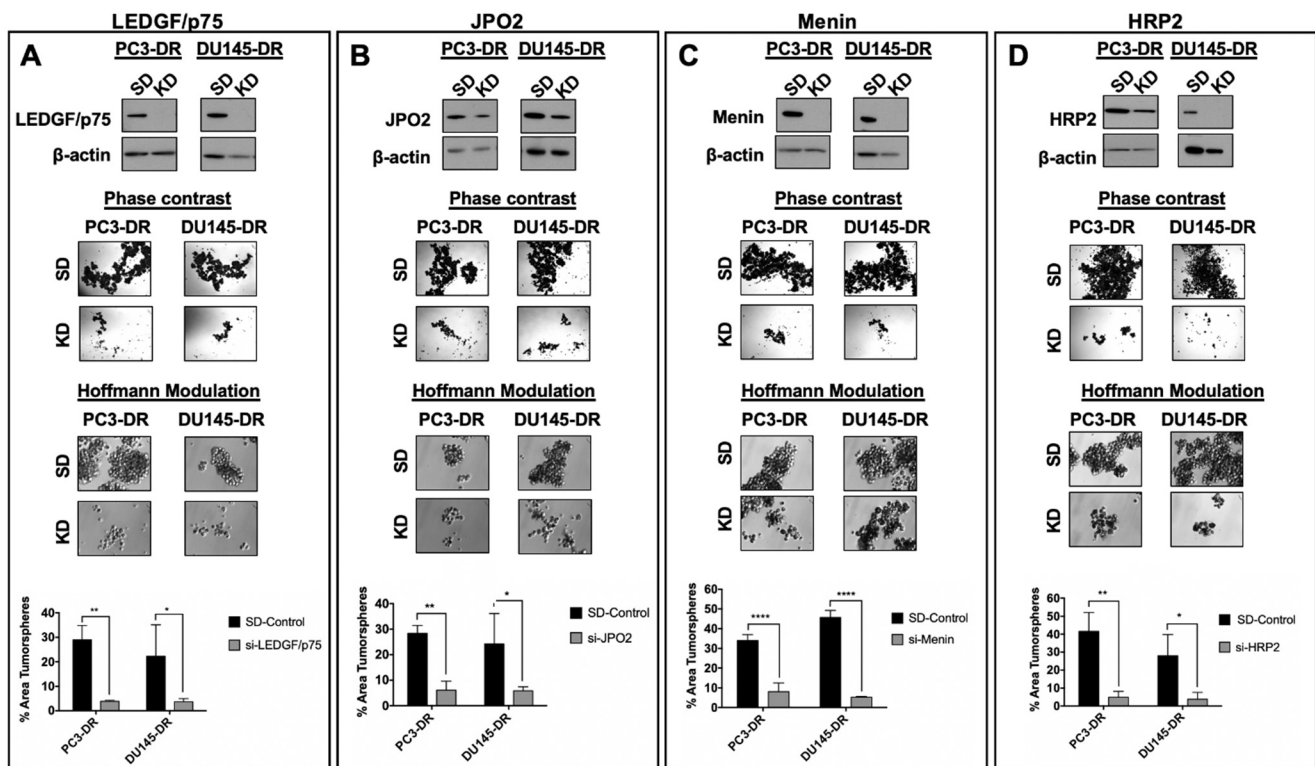 LEDGF/p75
A
PC3-DR DU145-DR
SD KD SD KD
LEDGF/p75
β-actin
Phase contrast
PC3-DR DU145-DR
SD
KD
Hoffmann Modulation
PC3-DR DU145-DR
SD
KD
% Area Tumorspheres
50
40
30
20
10
0
** *
SD-Control
si-LEDGF/p75
PC3-DR DU145-DR
JPO2
B
PC3-DR DU145-DR
SD KD SD KD
JPO2
β-actin
Phase contrast
PC3-DR DU145-DR
SD
KD
Hoffmann Modulation
PC3-DR DU145-DR
SD
KD
% Area Tumorspheres
40
30
20
10
0
** *
SD-Control
si-JPO2
PC3-DR DU145-DR
Menin
C
PC3-DR DU145-DR
SD KD SD KD
Menin
β-actin
Phase contrast
PC3-DR DU145-DR
SD
KD
Hoffmann Modulation
PC3-DR DU145-DR
SD
KD
% Area Tumorspheres
60
50
40
30
20
10
0
**** ****
SD-Control
si-Menin
PC3-DR DU145-DR
HRP2
D
PC3-DR DU145-DR
SD KD SD KD
HRP2
β-actin
Phase contrast
PC3-DR DU145-DR
SD
KD
Hoffmann Modulation
PC3-DR DU145-DR
SD
KD
% Area Tumorspheres
60
50
40
30
20
10
0
** *
SD-Control
si-HRP2
PC3-DR DU145-DR